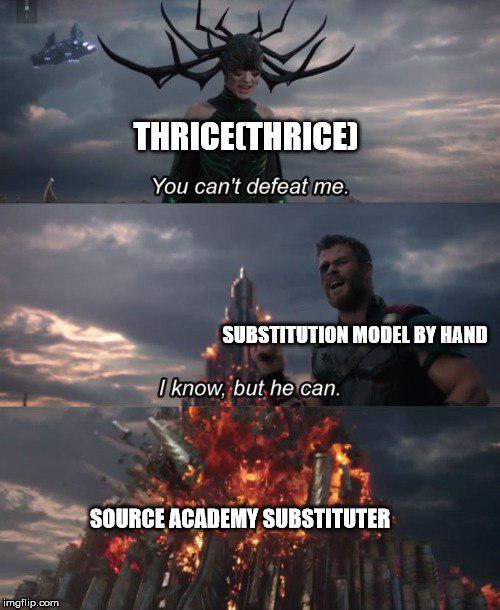 THRICE(THRICE)
You can't defeat me.
SUBSTITUTION MODEL BY HAND
I know, but he can.
SOURCE ACADEMY SUBSTITUTER
imgflip.com